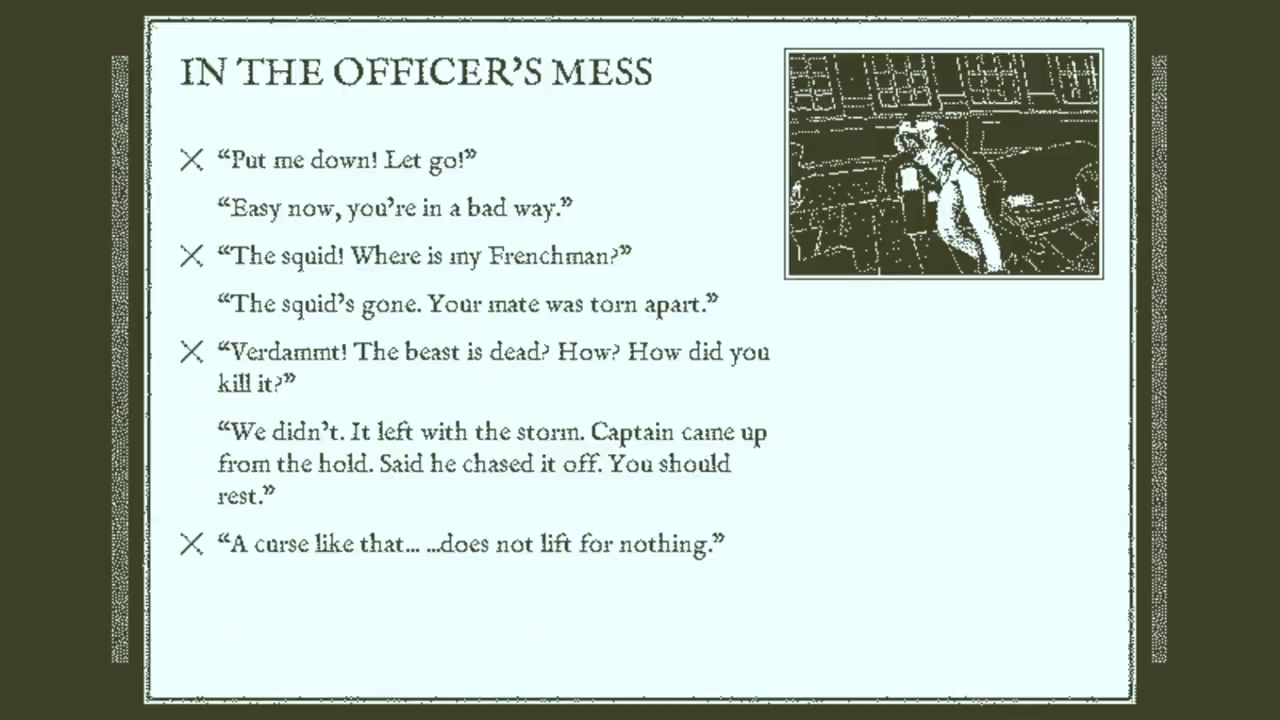 IN THE OFFICER'S MESS
"Put me down! Let go!"
"Easy now, you're in a bad way."
"The squid! Where is my Frenchman?"
"The squid's gone. Your mate was torn apart."
"Verdammt! The beast is dead? How? How did you
kill it?"
"We didn't. It left with the storm. Captain came up
from the hold. Said he chased it off. You should
rest."
"A curse like that... ...does not lift for nothing."